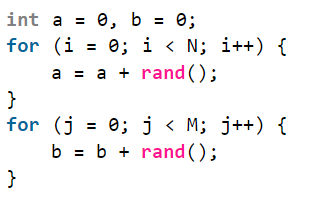 int a = 0, b = 0;
for (i = 0; i < N; i++) {
    a = a + rand();
}
for (j = 0; j < M; j++) {
    b = b + rand();
}